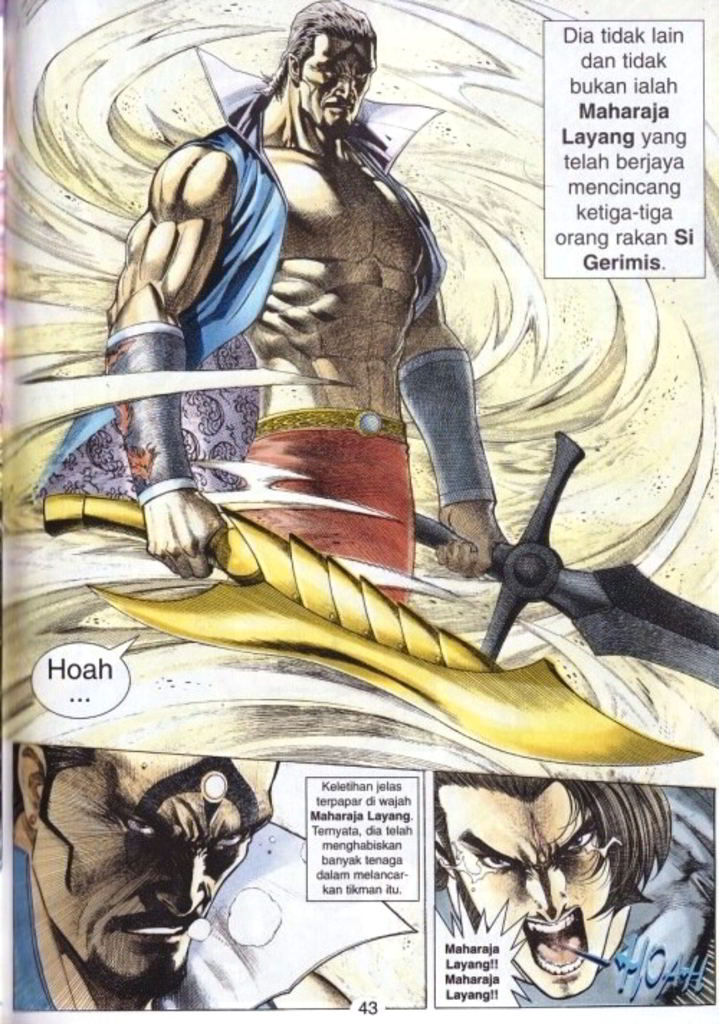 Dia tidak lain
dan tidak
bukan ialah
Maharaja
Layang yang
telah berjaya
mencincang
ketiga-tiga
orang rakan Si
Gerimis.
Hoah
...
Keletihan jelas
terpapar di wajah
Maharaja Layang.
Ternyata, dia telah
menghabiskan
banyak tenaga
dalam melancar-
kan tikman itu.
Maharaja
Layang!!
Maharaja
Layang!!
HOAH
43